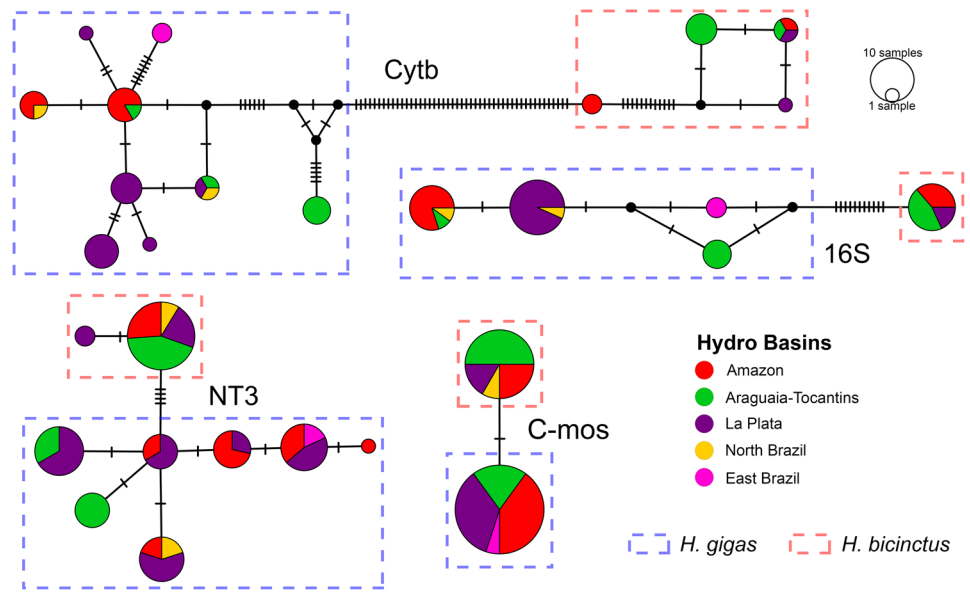 Cytb
10 samples
1 sample
16S
NT3
C-mos
Hydro Basins
Amazon
Araguaia-Tocantins
La Plata
North Brazil
East Brazil
H. gigas
H. bicinctus